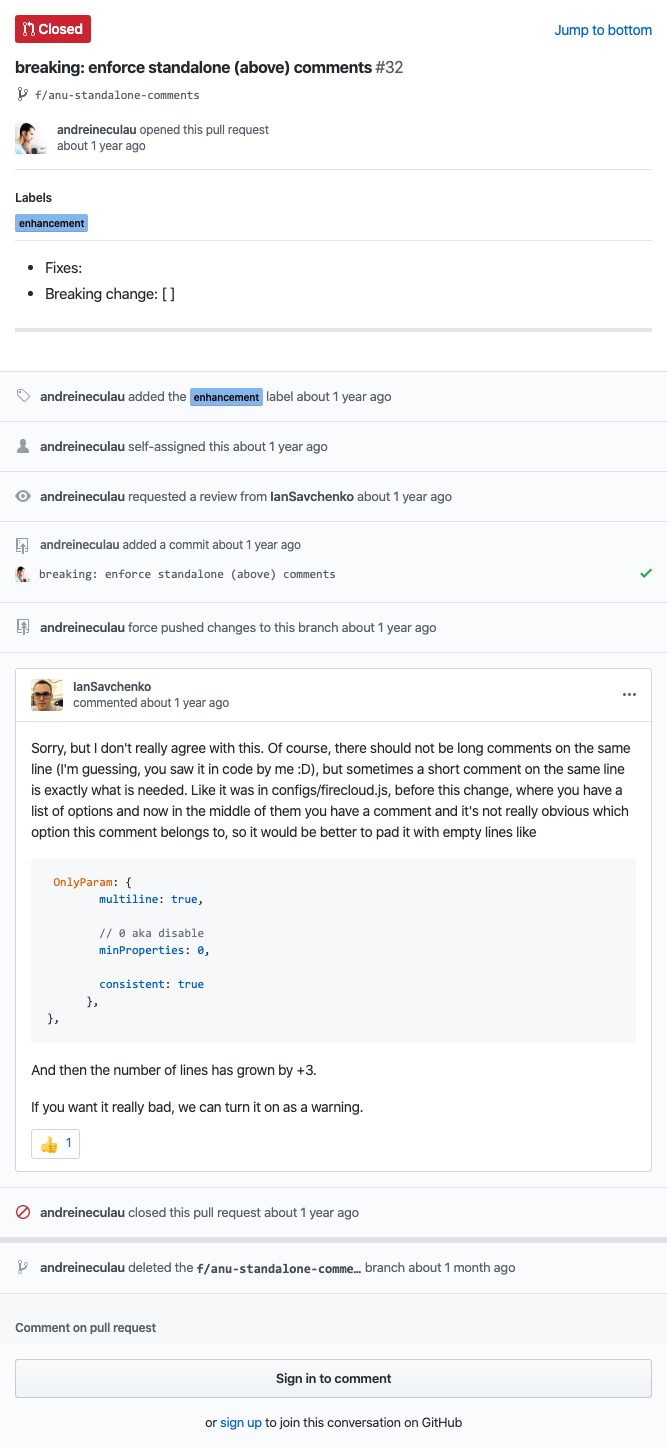 Closed
Jump to bottom
breaking: enforce standalone (above) comments #32
f/anu-standalone-comments
andreineculau opened this pull request
about 1 year ago
Labels
enhancement
• Fixes:
• Breaking change: [ ]
andreineculau added the enhancement label about 1 year ago
andreineculau self-assigned this about 1 year ago
andreineculau requested a review from IanSavchenko about 1 year ago
andreineculau added a commit about 1 year ago
breaking: enforce standalone (above) comments
andreineculau force pushed changes to this branch about 1 year ago
IanSavchenko
commented about 1 year ago
Sorry, but I don't really agree with this. Of course, there should not be long comments on the same
line (I'm guessing, you saw it in code by me :D), but sometimes a short comment on the same line
is exactly what is needed. Like it was in configs/firecloud.js, before this change, where you have a
list of options and now in the middle of them you have a comment and it's not really obvious which
option this comment belongs to, so it would be better to pad it with empty lines like
OnlyParam: {
multiline: true,
// 0 aka disable
minProperties: 0,
consistent: true
},
},
And then the number of lines has grown by +3.
If you want it really bad, we can turn it on as a warning.
👍 1
andreineculau closed this pull request about 1 year ago
andreineculau deleted the f/anu-standalone-comme… branch about 1 month ago
Comment on pull request
Sign in to comment
or sign up to join this conversation on GitHub